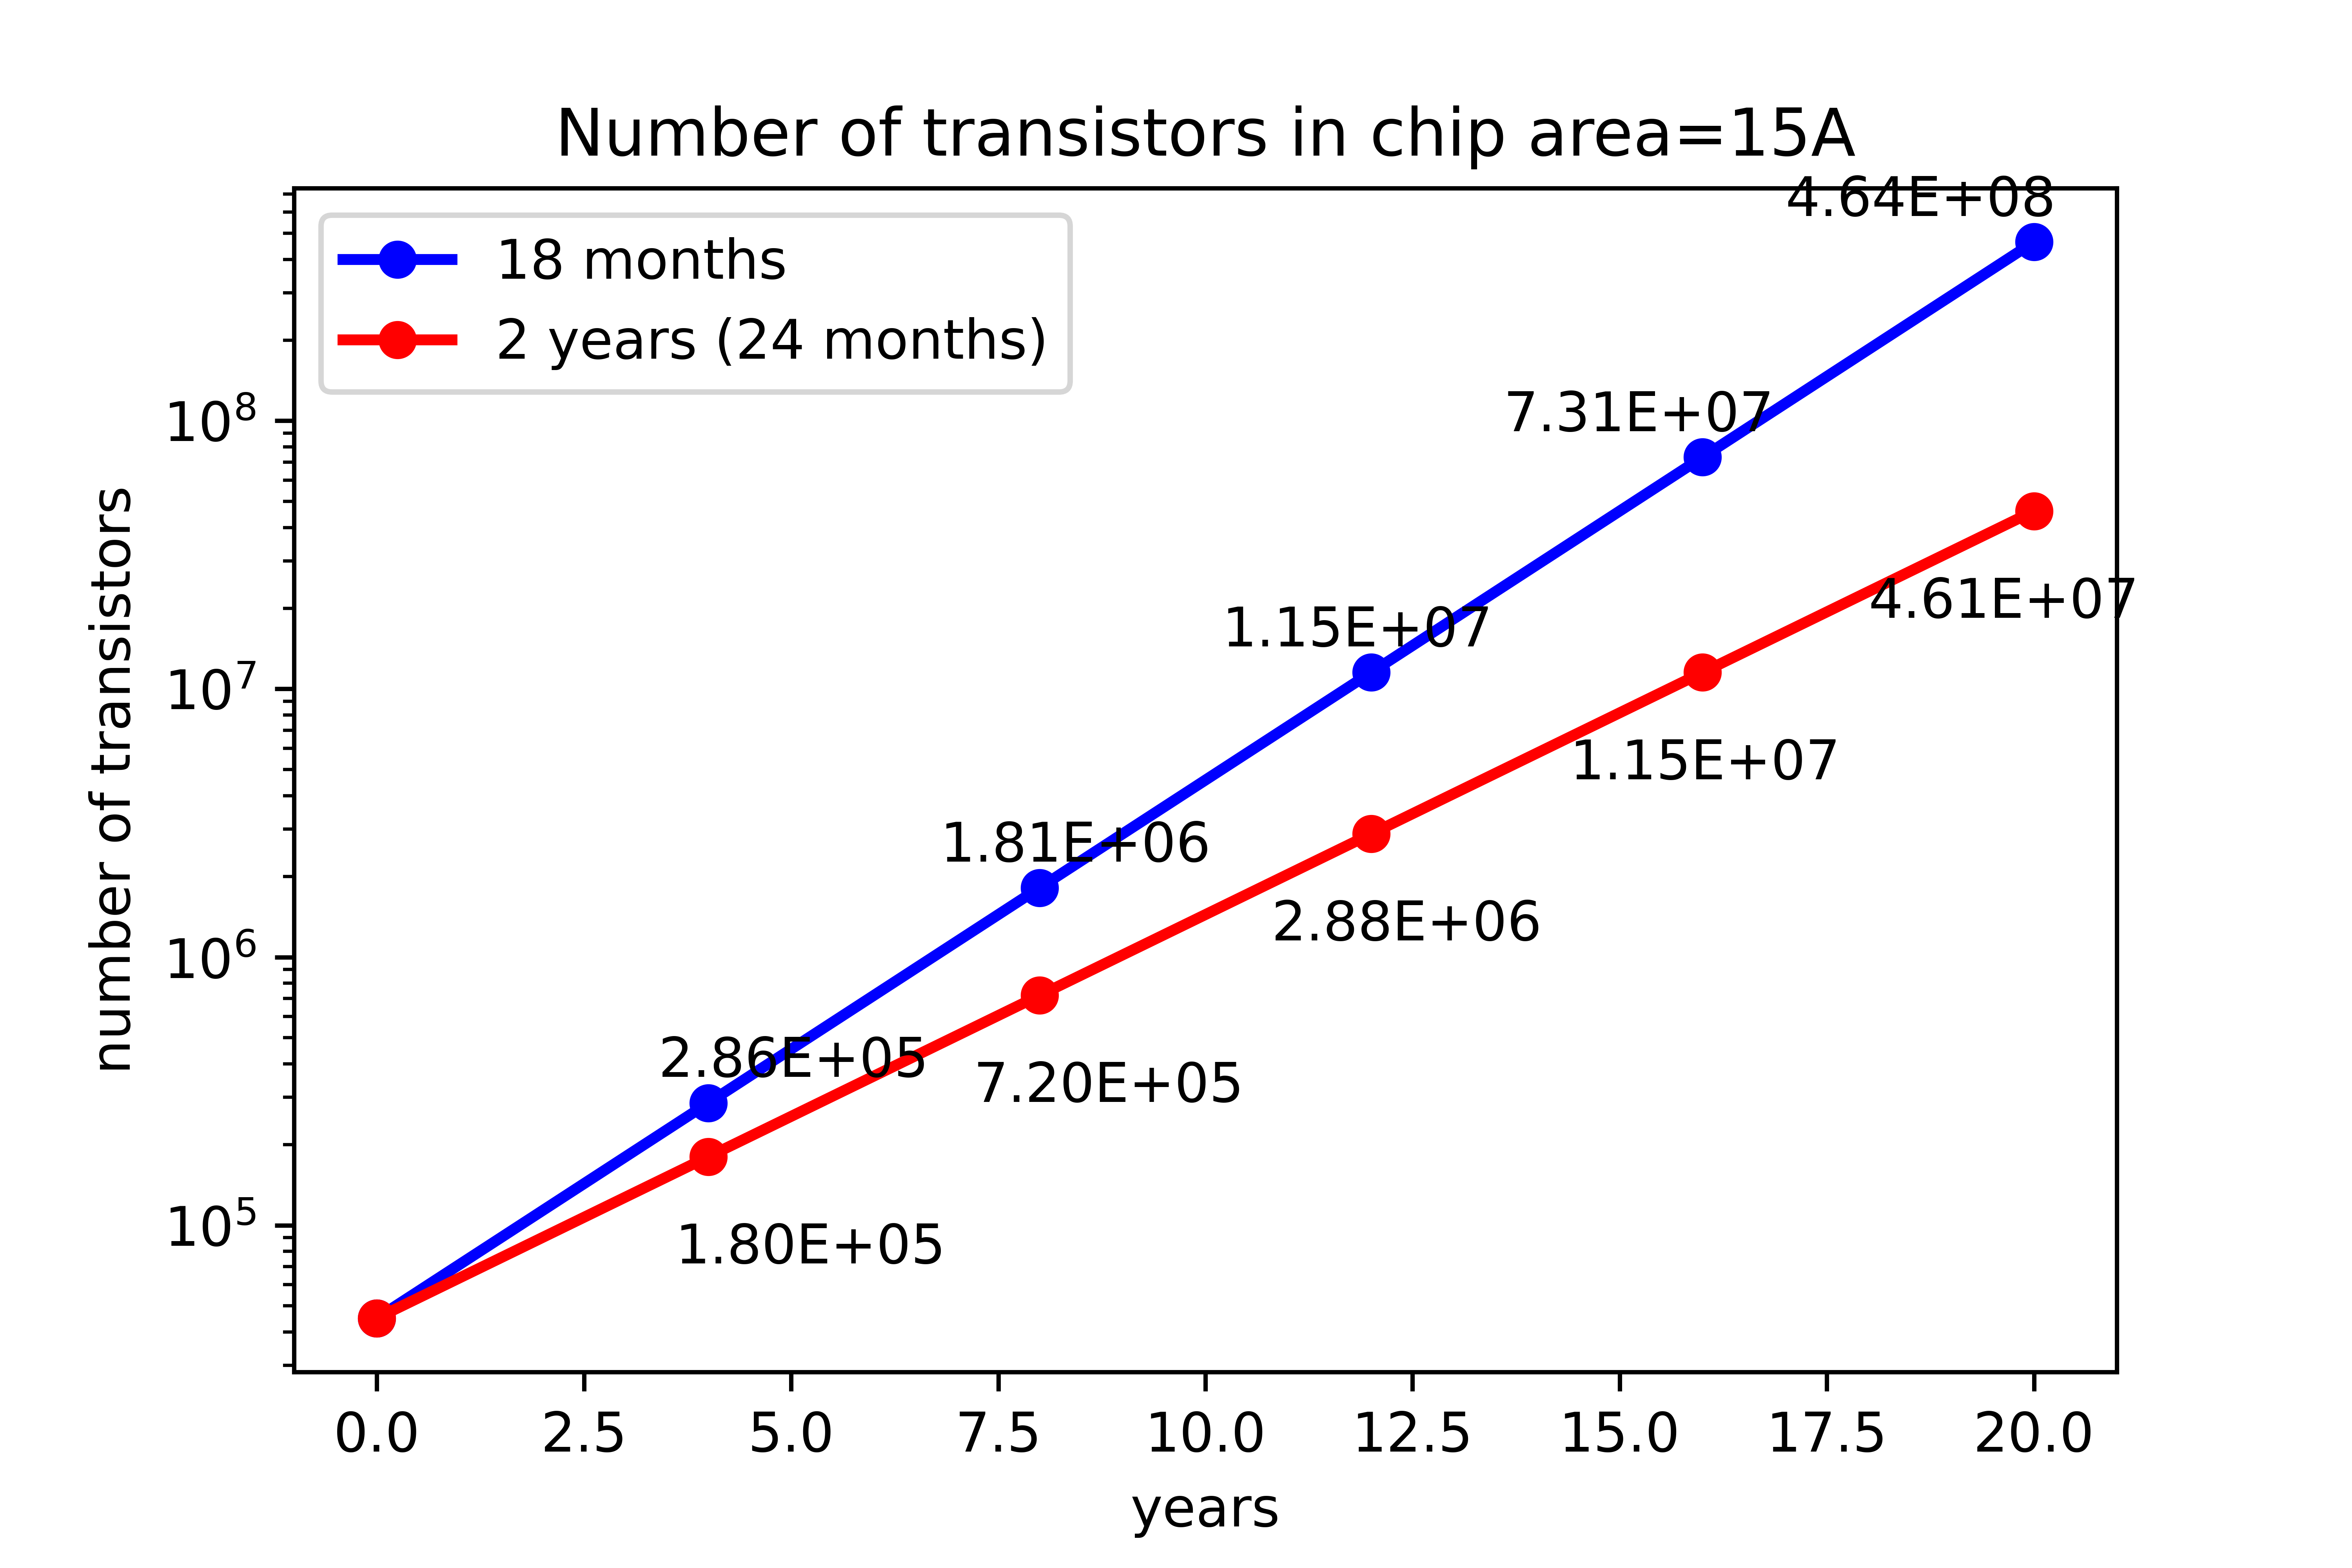 Number of transistors in chip area=15A
4.64E+08
18 months
2 years (24 months)
7.31E+07
10^8
4.61E+07
1.15E+07
10^7
1.15E+07
1.81E+06
2.88E+06
10^6
2.86E+05
7.20E+05
10^5
1.80E+05
number of transistors
0.0 2.5 5.0 7.5 10.0 12.5 15.0 17.5 20.0
years